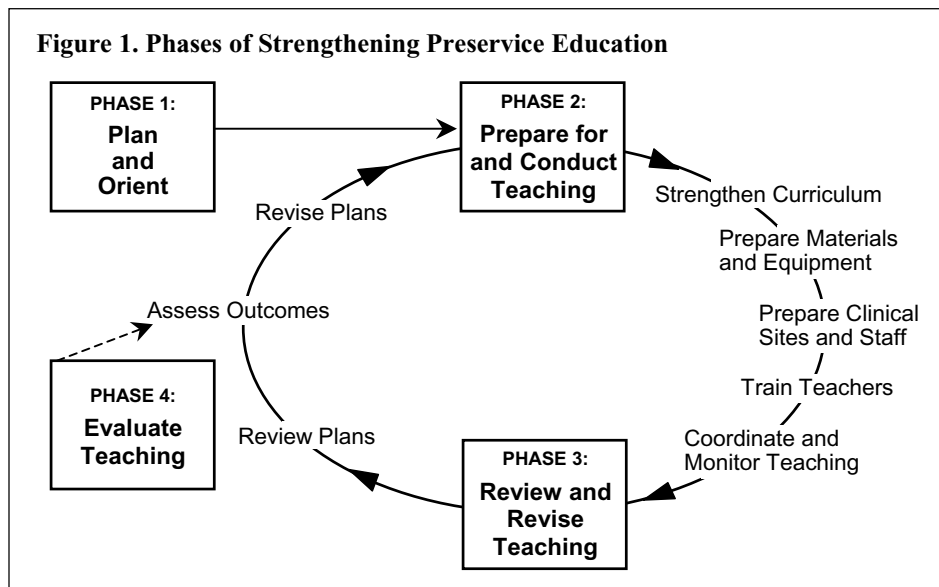 Figure 1. Phases of Strengthening Preservice Education
PHASE 1:
Plan
and
Orient
PHASE 2:
Prepare for
and Conduct
Teaching
Strengthen Curriculum
Prepare Materials
and Equipment
Prepare Clinical
Sites and Staff
Train Teachers
Coordinate and
Monitor Teaching
PHASE 3:
Review and
Revise
Teaching
Review Plans
Assess Outcomes
Revise Plans
PHASE 4:
Evaluate
Teaching